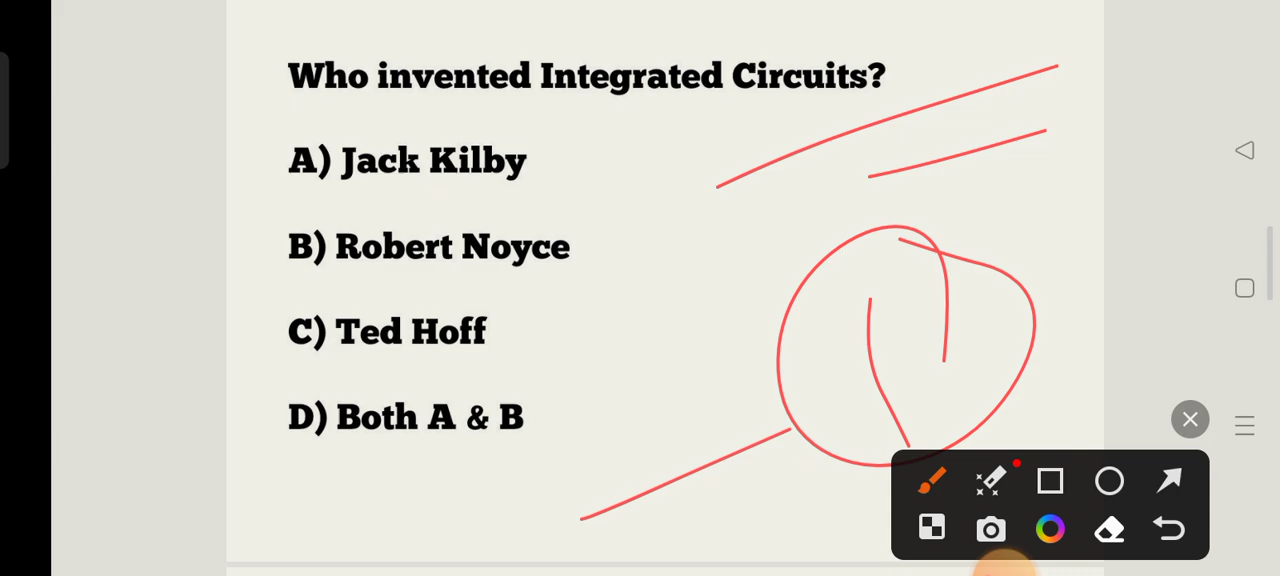 Who invented Integrated Circuits?
A) Jack Kilby
B) Robert Noyce
C) Ted Hoff
D) Both A & B